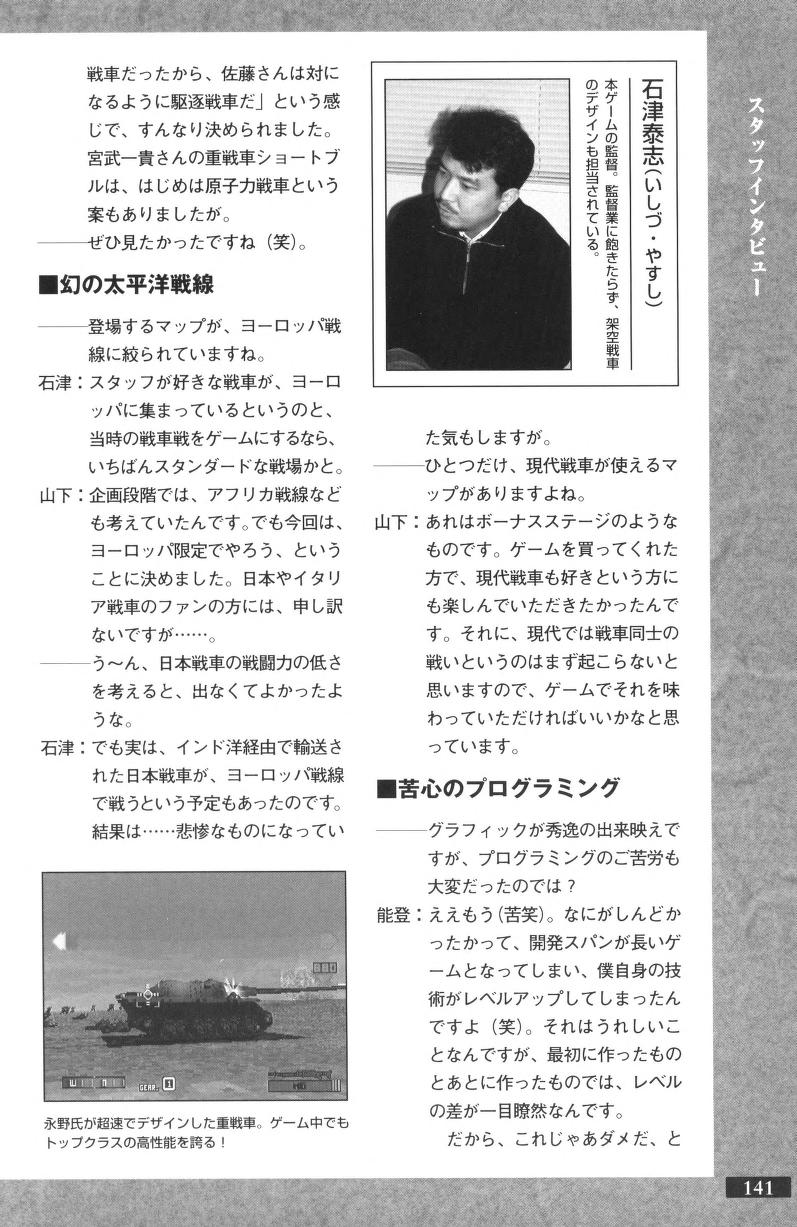 スタッフインタビュー
戦車だったから、佐藤さんは対に
なるように駆逐戦車だ」という感
じで、すんなり決められました。
宮武一貴さんの重戦車ショートブ
ルは、はじめは原子力戦車という
案もありましたが。
――ぜひ見たかったですね（笑）。
■幻の太平洋戦線
――登場するマップが、ヨーロッパ戦
線に絞られていますね。
石津：スタッフが好きな戦車が、ヨーロ
ッパに集まっているというのと、
当時の戦車戦をゲームにするなら、
いちばんスタンダードな戦場かと。
山下：企画段階では、アフリカ戦線なども
も考えていたんです。でも今回は、
ヨーロッパ限定でやろう、という
ことに決めました。日本やイタリ
ア戦車のファンの方には、申し訳
ないですが……。
――う～ん、日本戦車の戦闘力の低さ
を考えると、出なくてよかったよ
うな。
石津：でも実は、インド洋経由で輸送さ
れた日本戦車が、ヨーロッパ戦線
で戦うという予定もあったのです。
結果は……悲惨なものになってい
永野氏が超速でデザインした重戦車。ゲーム中でも
トップクラスの高性能を誇る！
GEAR
石津泰志（いしづ・やすし）
本ゲームの監督。監督業に飽きたらず、架空戦車
のデザインも担当されている。
た気もしますが。
――ひとつだけ、現代戦車が使えるマ
ップがありますよね。
山下：あれはボーナスステージのような
ものです。ゲームを買ってくれた
方で、現代戦車も好きという方に
も楽しんでいただきたかったんで
す。それに、現代では戦車同士の
戦いというのはまず起こらないと
思いますので、ゲームでそれを味
わっていただければいいかなと思
っています。
■苦心のプログラミング
――グラフィックが秀逸の出来映えで
すが、プログラミングのご苦労も
大変だったのでは？
能登：ええもう（苦笑）。なにがしんどか
ったかって、開発スパンが長いゲ
ームとなってしまい、僕自身の技
術がレベルアップしてしまったん
ですよ（笑）。それはうれしいこ
となんですが、最初に作ったもの
とあとに作ったものでは、レベル
の差が一目瞭然なんです。
だから、これじゃあダメだ、と
141